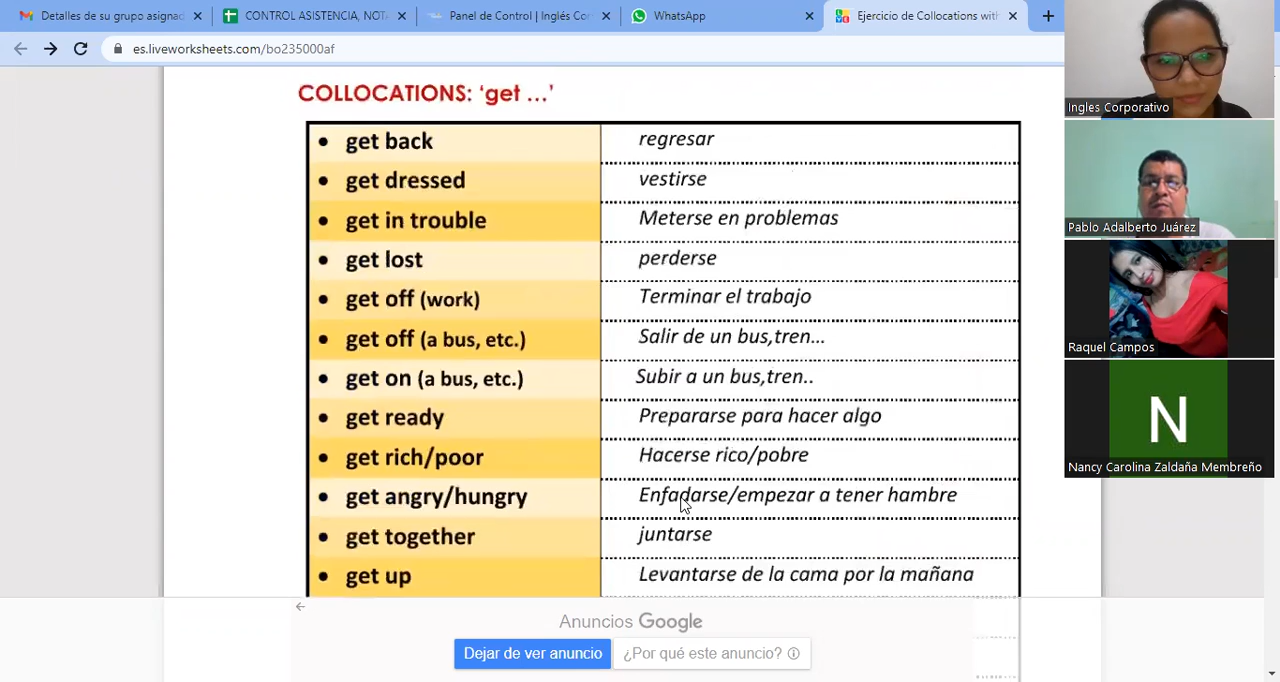 Detalles de su grupo asignad
CONTROL ASISTENCIA, NOTA
Panel de Control | Inglés Cor
WhatsApp
Ejercicio de Collocations with
es.liveworksheets.com/bo235000af
COLLOCATIONS: ‘get ...’
• get back regresar
• get dressed vestirse
• get in trouble Meterse en problemas
• get lost perderse
• get off (work) Terminar el trabajo
• get off (a bus, etc.) Salir de un bus,tren...
• get on (a bus, etc.) Subir a un bus,tren..
• get ready Prepararse para hacer algo
• get rich/poor Hacerse rico/pobre
• get angry/hungry Enfadarse/empezar a tener hambre
• get together juntarse
• get up Levantarse de la cama por la mañana
Anuncios Google
Dejar de ver anuncio
¿Por qué este anuncio?
Ingles Corporativo
Pablo Adalberto Juárez
Raquel Campos
N
Nancy Carolina Zaldaña Membreño